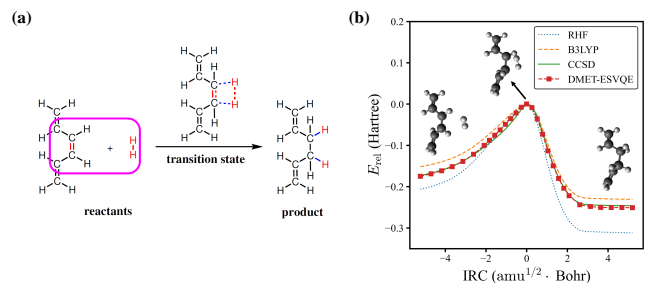 (a)
H H
C
H C H
C
H H
C H
C H
H C H
C
H H
transition state
H H
C
H C H
C
H C H
+
H
H
C H
H C H
C
H H
reactants
H H
C
H C H
C H
H
C H
H C H
C
H H
product
(b)
0.2
0.1
0.0
−0.1
−0.2
−0.3
E_rel (Hartree)
RHF
B3LYP
CCSD
DMET-ESVQE
−4 −2 0 2 4
IRC (amu^{1/2} · Bohr)